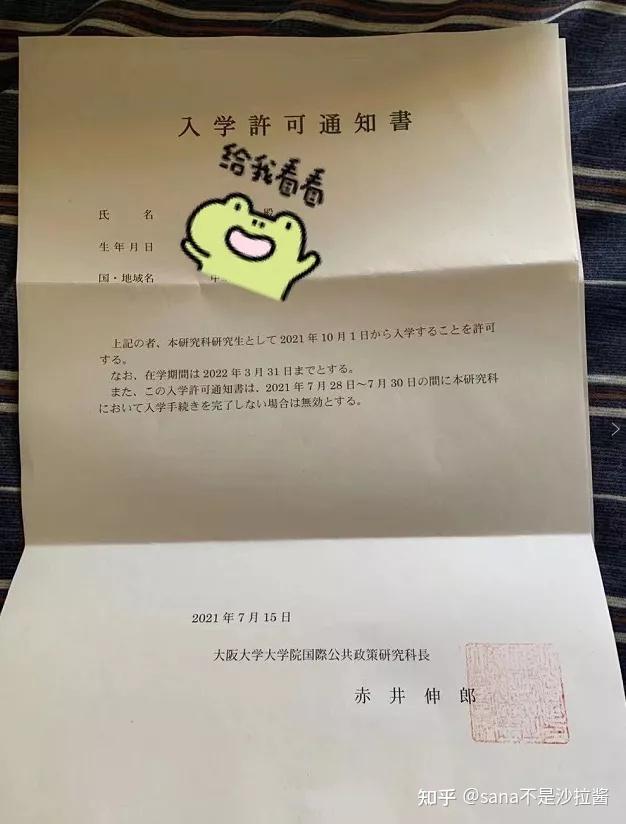 入学許可通知書
给我看看
氏 名 殿
生年月日
国・地域名 中
上記の者、本研究科研究生として2021年10月1日から入学することを許可
する。
なお、在学期間は2022年3月31日までとする。
また、この入学許可通知書は、2021年7月28日～7月30日の間に本研究科
において入学手続きを完了しない場合は無効とする。
2021年7月15日
大阪大学大学院国際公共政策研究科長
赤井伸郎
知乎 @sana不是沙拉酱